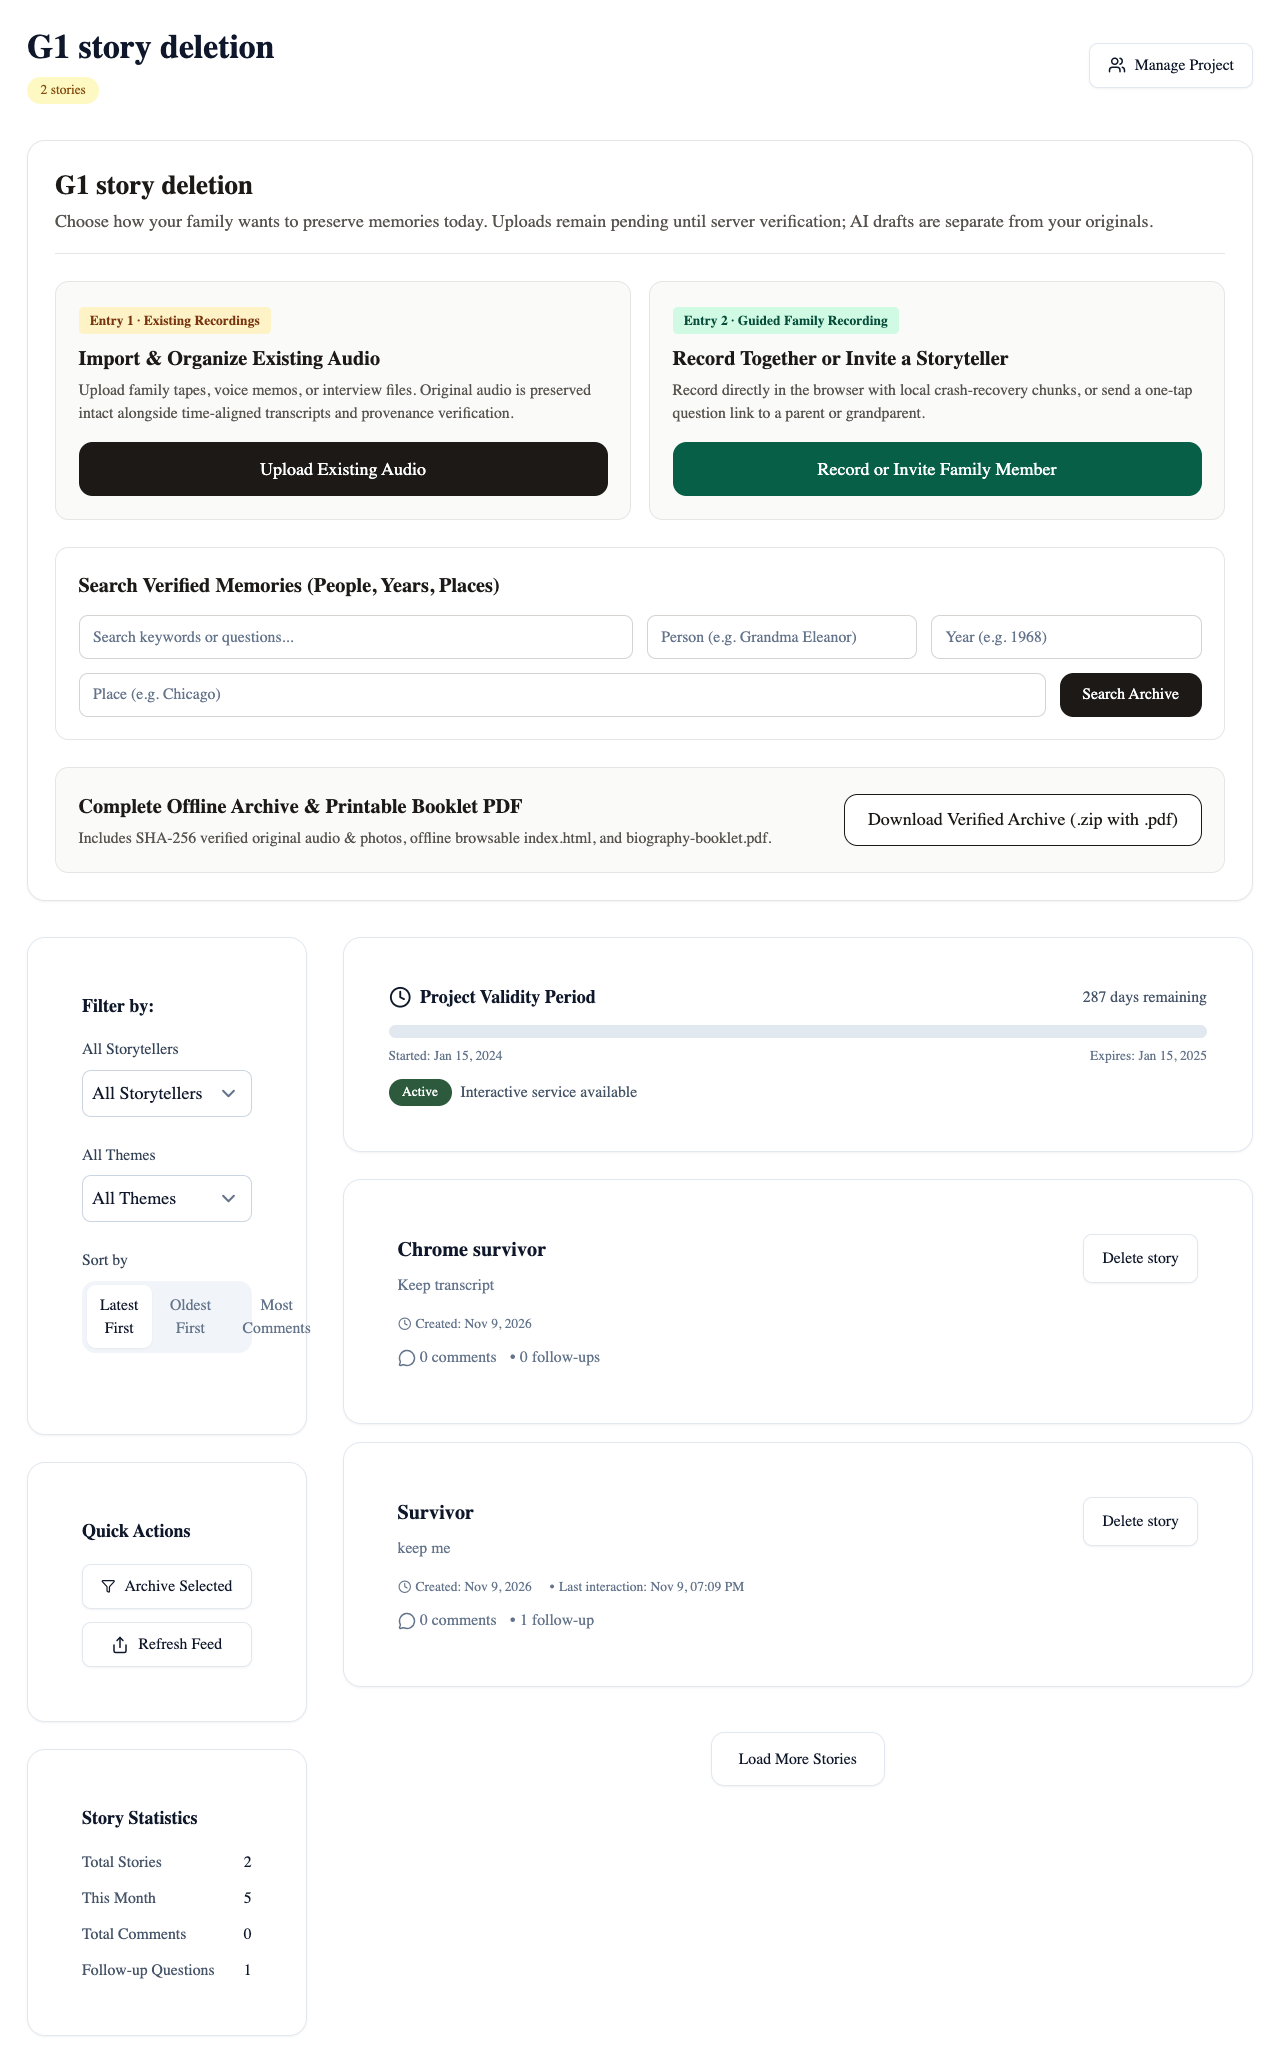 G1 story deletion
2 stories
Manage Project
G1 story deletion
Choose how your family wants to preserve memories today. Uploads remain pending until server verification; AI drafts are separate from your originals.
Entry 1 · Existing Recordings
Import & Organize Existing Audio
Upload family tapes, voice memos, or interview files. Original audio is preserved
intact alongside time-aligned transcripts and provenance verification.
Upload Existing Audio
Entry 2 · Guided Family Recording
Record Together or Invite a Storyteller
Record directly in the browser with local crash-recovery chunks, or send a one-tap
question link to a parent or grandparent.
Record or Invite Family Member
Search Verified Memories (People, Years, Places)
Search keywords or questions...
Person (e.g. Grandma Eleanor)
Year (e.g. 1968)
Place (e.g. Chicago)
Search Archive
Complete Offline Archive & Printable Booklet PDF
Includes SHA-256 verified original audio & photos, offline browsable index.html, and biography-booklet.pdf.
Download Verified Archive (.zip with .pdf)
Filter by:
All Storytellers
All Storytellers
All Themes
All Themes
Sort by
Latest
First
Oldest
First
Most
Comments
Quick Actions
Archive Selected
Refresh Feed
Story Statistics
Total Stories 2
This Month 5
Total Comments 0
Follow-up Questions 1
Project Validity Period
287 days remaining
Started: Jan 15, 2024
Expires: Jan 15, 2025
Active Interactive service available
Chrome survivor
Delete story
Keep transcript
Created: Nov 9, 2026
0 comments • 0 follow-ups
Survivor
Delete story
keep me
Created: Nov 9, 2026 • Last interaction: Nov 9, 07:09 PM
0 comments • 1 follow-up
Load More Stories